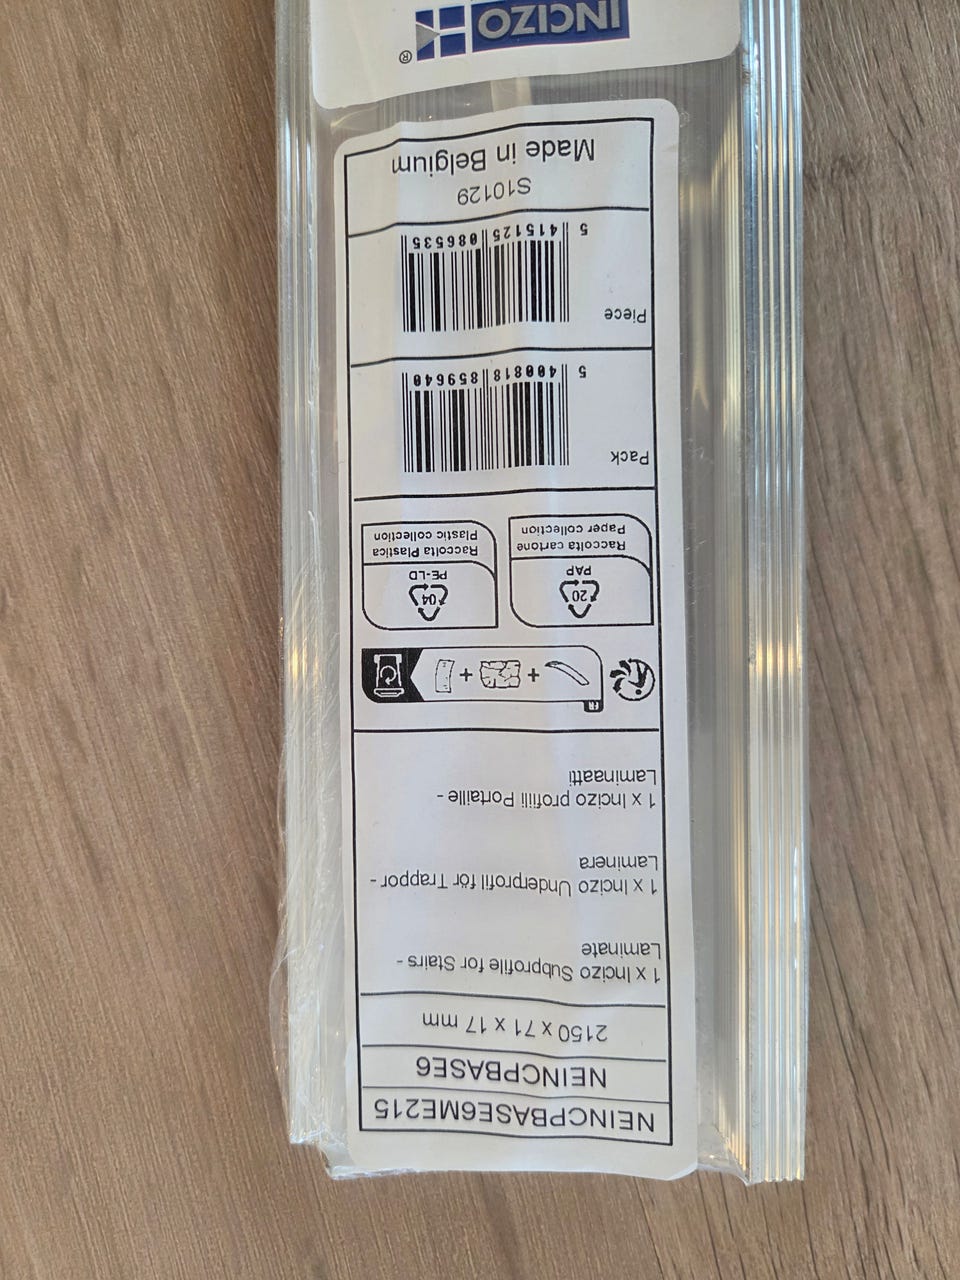 NEINCPBASE6ME215
NEINCPBASE6
2150 x 71 x 17 mm
1 x Incizo Subprofile for Stairs -
Laminate
1 x Incizo Underprofil för Trappor -
Laminera
1 x Incizo profiili Portaille -
Laminaatti
FR
20
PAP
Raccolta cartone
Paper collection
04
PE-LD
Raccolta Plastica
Plastic collection
Pack
5 400818 859640
Piece
5 415125 086535
S10129
Made in Belgium
INCIZO®